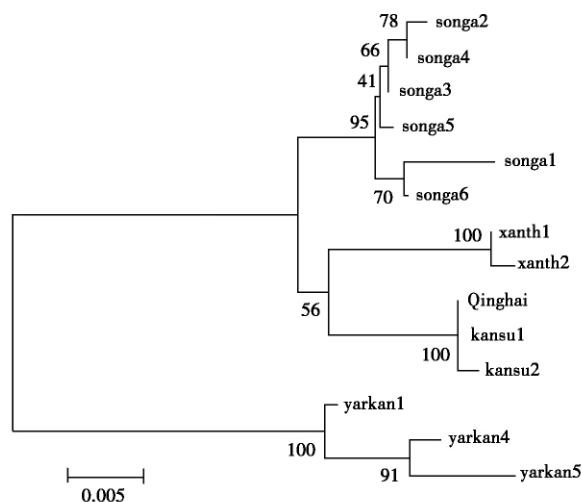 78
songa2
66
songa4
41
songa3
95
songa5
songa1
70
songa6
100
xanth1
xanth2
56
Qinghai
kansu1
100
kansu2
yarkan1
100
yarkan4
91
yarkan5
0.005